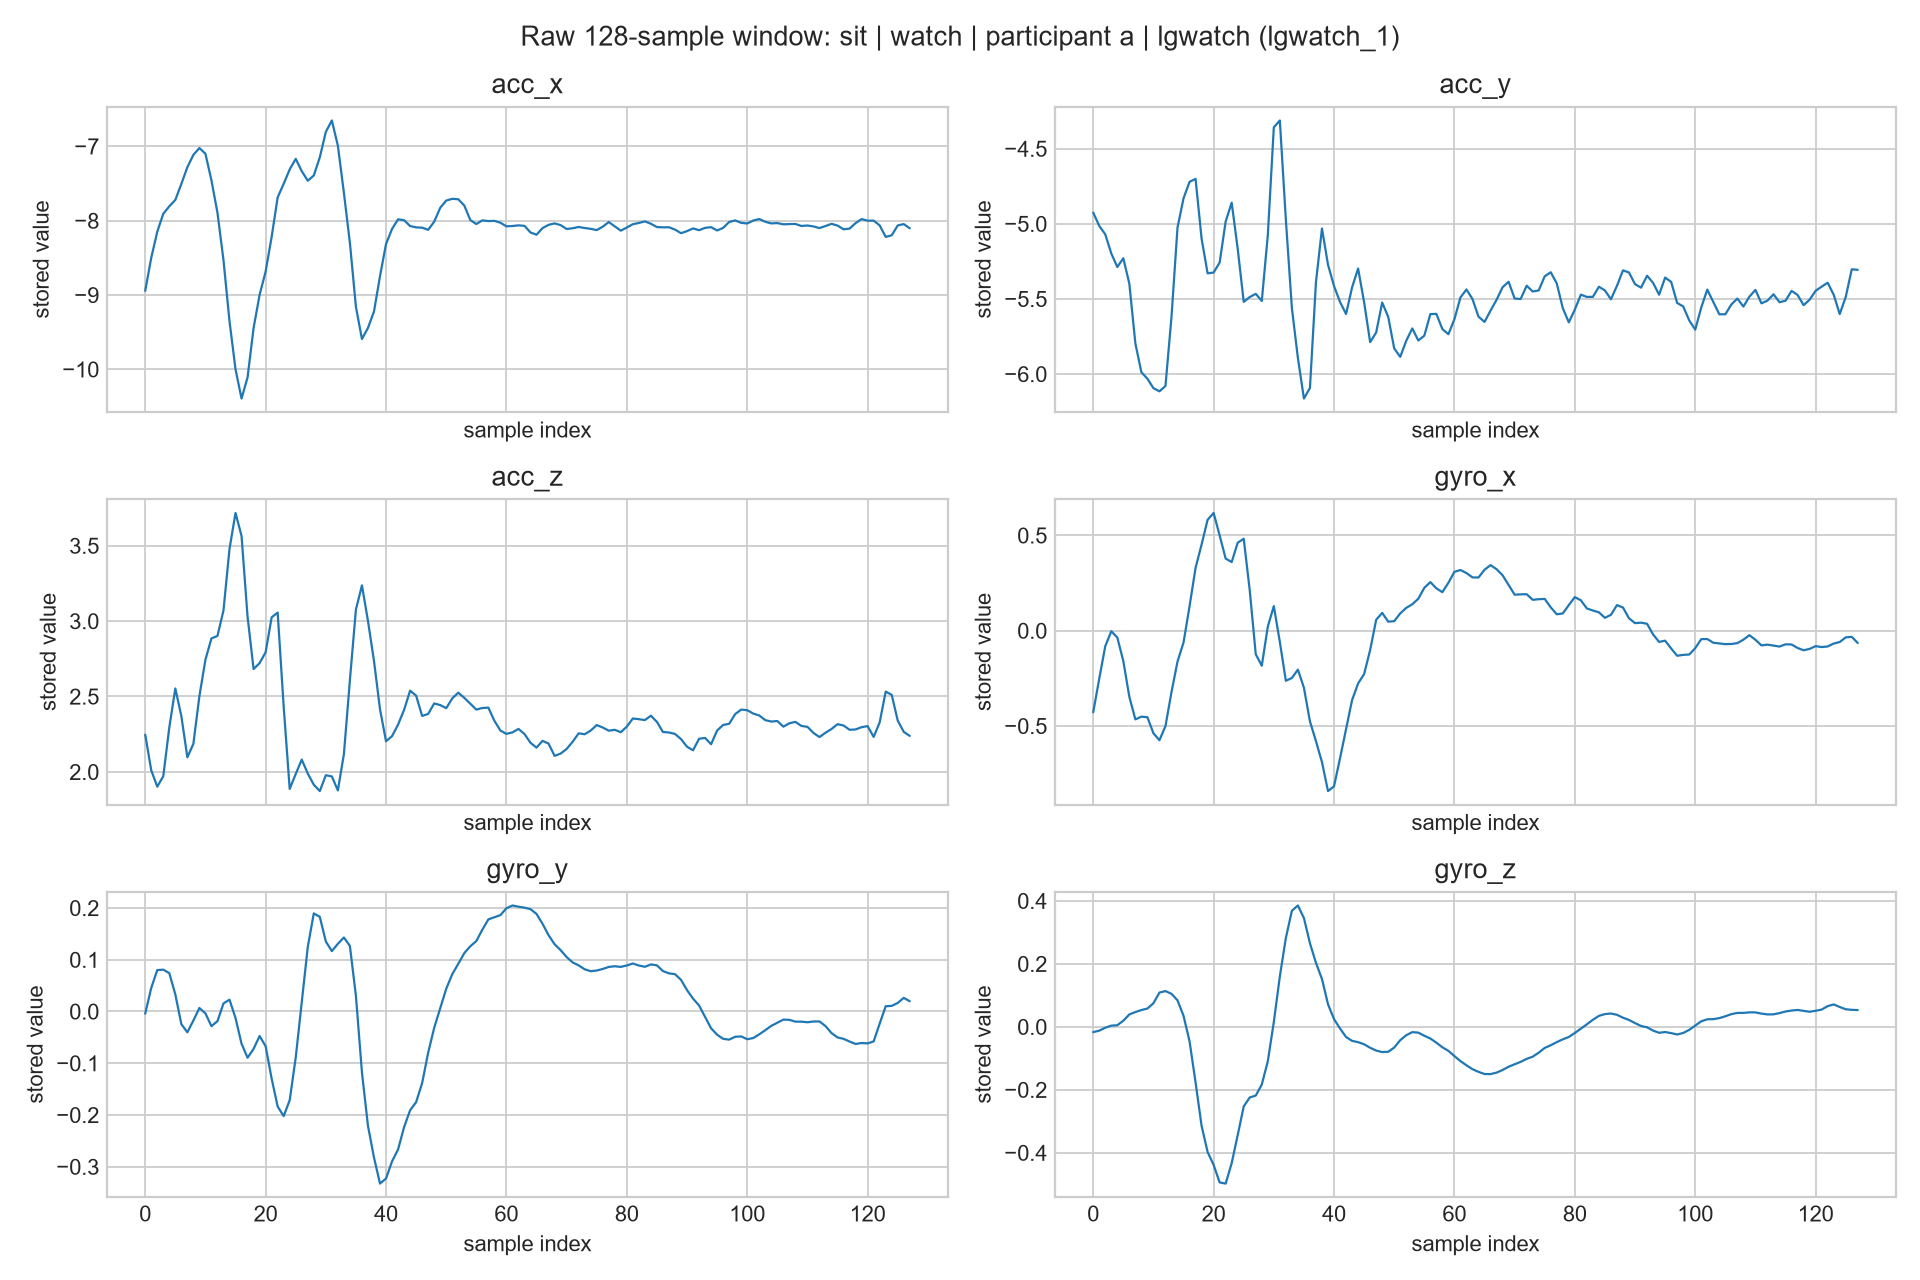 Raw 128-sample window: sit | watch | participant a | lgwatch (lgwatch_1)
acc_x
stored value
−7
−8
−9
−10
sample index
acc_y
stored value
−4.5
−5.0
−5.5
−6.0
sample index
acc_z
stored value
3.5
3.0
2.5
2.0
sample index
gyro_x
stored value
0.5
0.0
−0.5
sample index
gyro_y
stored value
0.2
0.1
0.0
−0.1
−0.2
−0.3
0 20 40 60 80 100 120
sample index
gyro_z
stored value
0.4
0.2
0.0
−0.2
−0.4
0 20 40 60 80 100 120
sample index